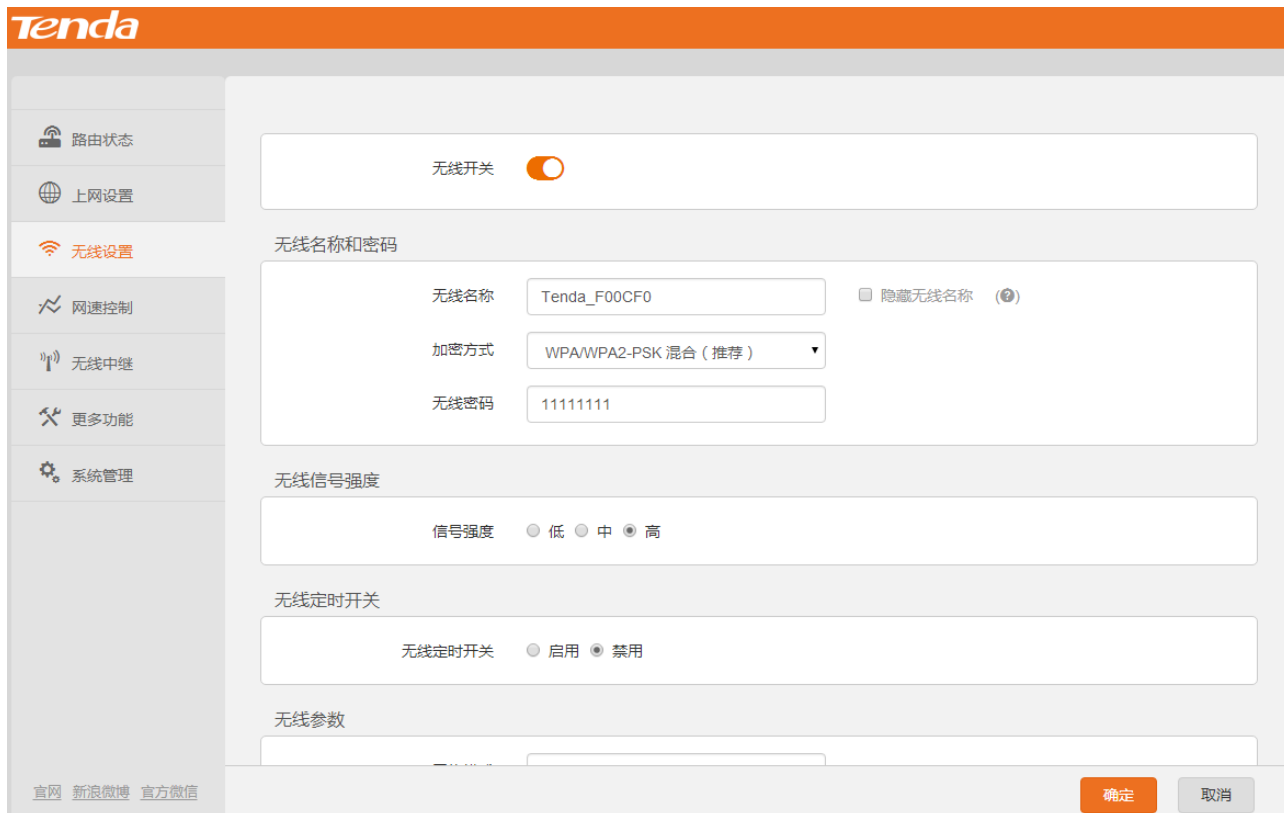 Tenda
路由状态
上网设置
无线设置
网速控制
无线中继
更多功能
系统管理
官网 新浪微博 官方微信
无线开关
无线名称和密码
无线名称 Tenda_F00CF0 隐藏无线名称 (?)
加密方式 WPA/WPA2-PSK 混合 ( 推荐 )
无线密码 11111111
无线信号强度
信号强度 低 中 高
无线定时开关
无线定时开关 启用 禁用
无线参数
确定 取消